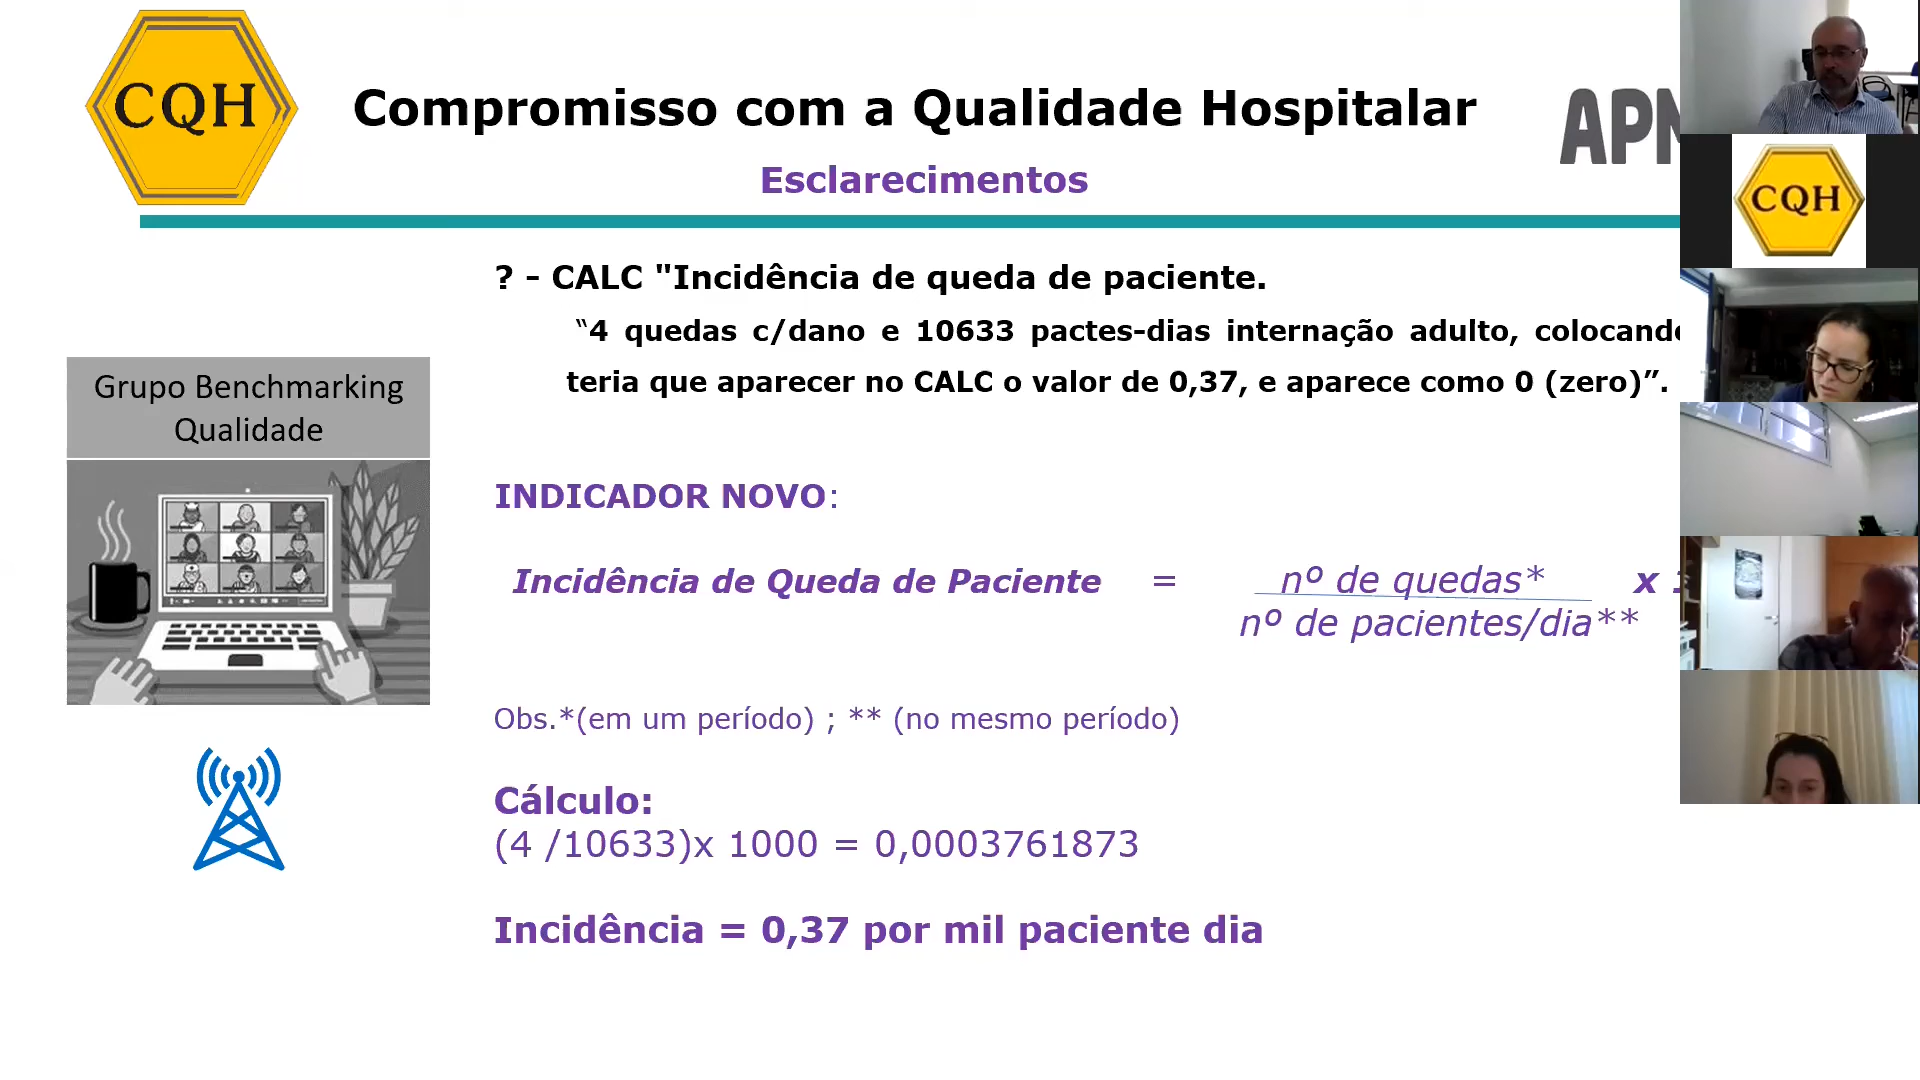 CQH
Compromisso com a Qualidade Hospitalar
Esclarecimentos
CQH
? - CALC "Incidência de queda de paciente.
“4 quedas c/dano e 10633 pactes-dias internação adulto,
teria que aparecer no CALC o valor de 0,37, e aparece como 0 (zero)”.
Grupo Benchmarking
Qualidade
INDICADOR NOVO:
Incidência de Queda de Paciente = nº de quedas* x
nº de pacientes/dia**
Obs.*(em um período) ; ** (no mesmo período)
Cálculo:
(4 /10633)x 1000 = 0,0003761873
Incidência = 0,37 por mil paciente dia